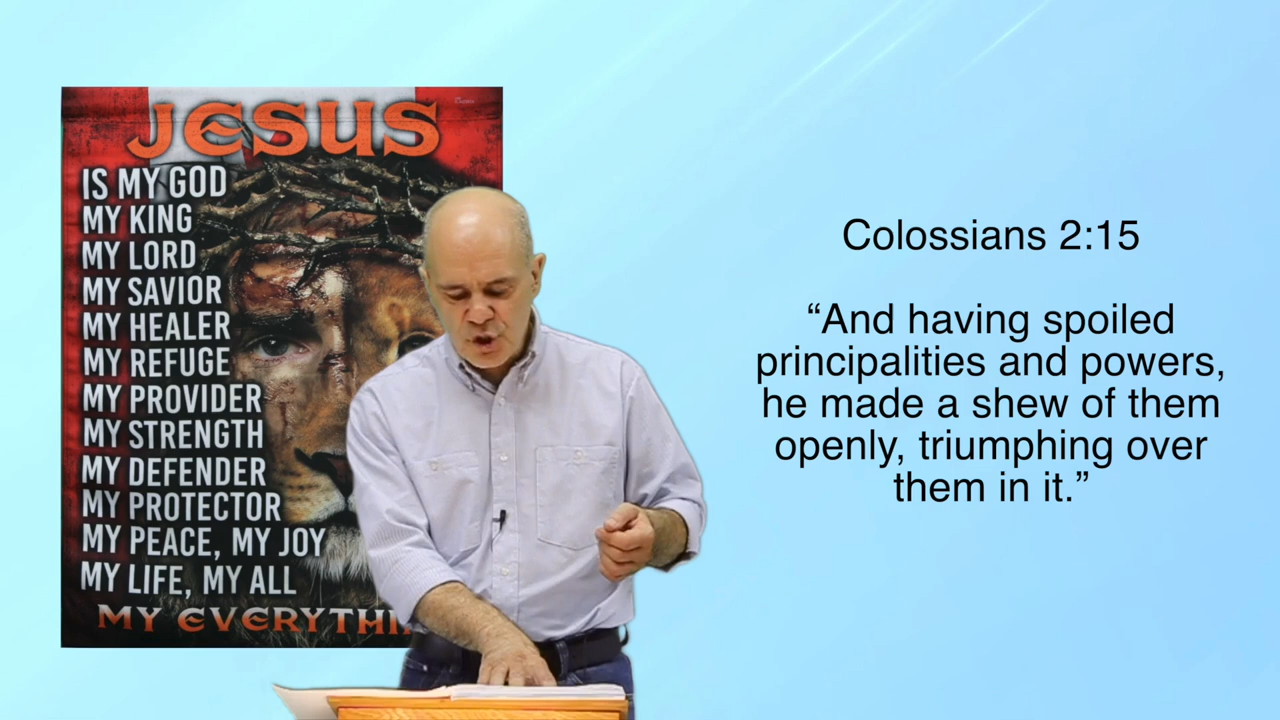 JESUS
IS MY GOD
MY KING
MY LORD
MY SAVIOR
MY HEALER
MY REFUGE
MY PROVIDER
MY STRENGTH
MY DEFENDER
MY PROTECTOR
MY PEACE, MY JOY
MY LIFE, MY ALL
MY
Colossians 2:15
“And having spoiled
principalities and powers,
he made a shew of them
openly, triumphing over
them in it.”